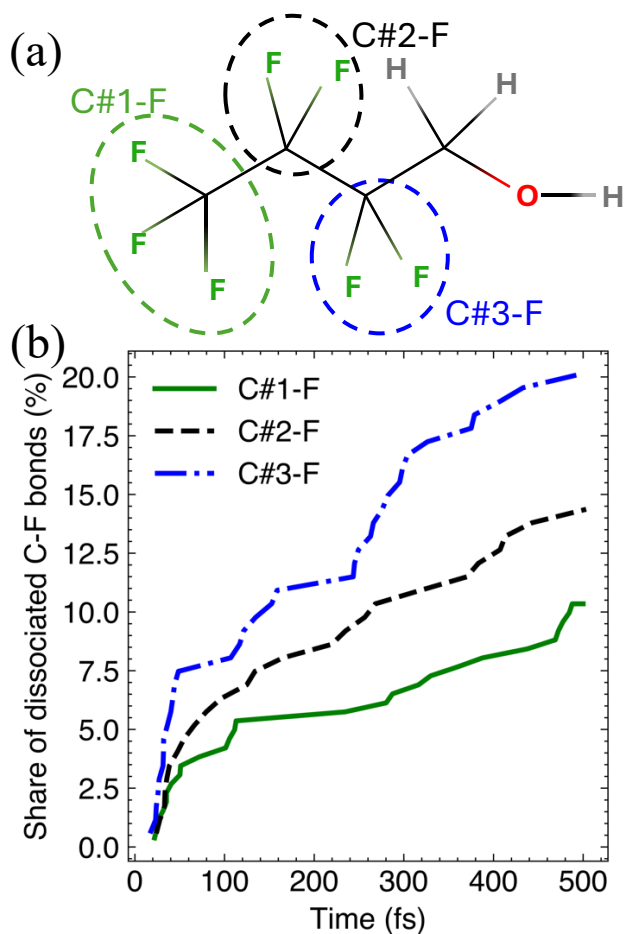 (a)
C#2-F
C#1-F
F
F
H
H
F
F
F
O
H
F
F
C#3-F
(b)
Share of dissociated C-F bonds (%)
20.0
17.5
15.0
12.5
10.0
7.5
5.0
2.5
0.0
C#1-F
C#2-F
C#3-F
0
100
200
300
400
500
Time (fs)